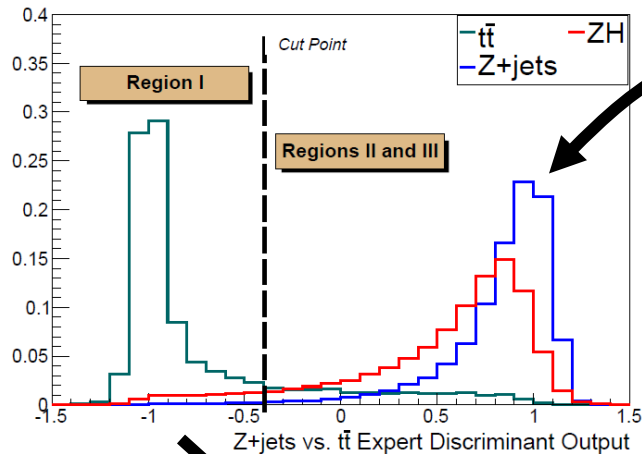 0.4
0.35
0.3
0.25
0.2
0.15
0.1
0.05
0
Cut Point
tt̄
ZH
Z+jets
Region I
Regions II and III
-1.5 -1 -0.5 0 0.5 1 1.5
Z+jets vs. tt̄ Expert Discriminant Output